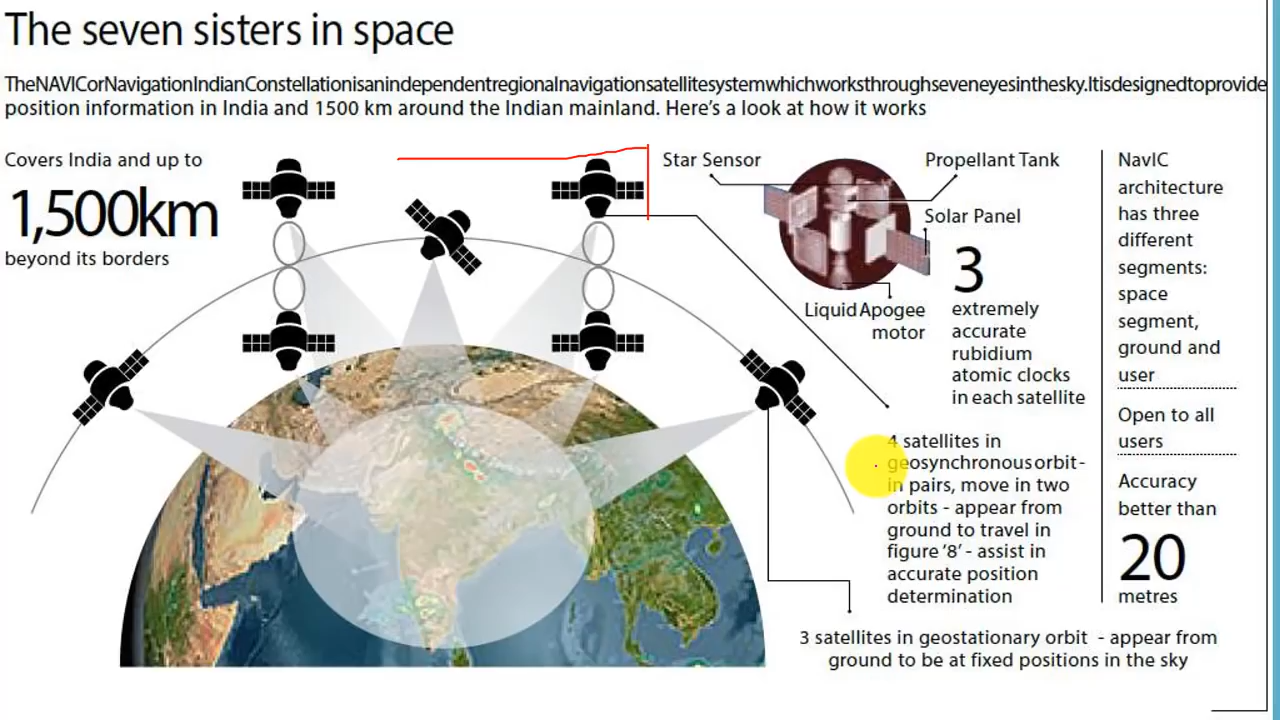 The seven sisters in space
TheNAVICorNavigationIndianConstellationisanindependentregionalnavigationsatellitesystemwhichworksthroughseveneyesinthesky.Itisdesignedtoprovide
position information in India and 1500 km around the Indian mainland. Here's a look at how it works
Covers India and up to
1,500km
beyond its borders
Star Sensor
Propellant Tank
Solar Panel
Liquid Apogee
motor
3
extremely
accurate
rubidium
atomic clocks
in each satellite
4 satellites in
geosynchronous orbit -
in pairs, move in two
orbits - appear from
ground to travel in
figure '8' - assist in
accurate position
determination
3 satellites in geostationary orbit - appear from
ground to be at fixed positions in the sky
NavIC
architecture
has three
different
segments:
space
segment,
ground and
user
Open to all
users
Accuracy
better than
20
metres